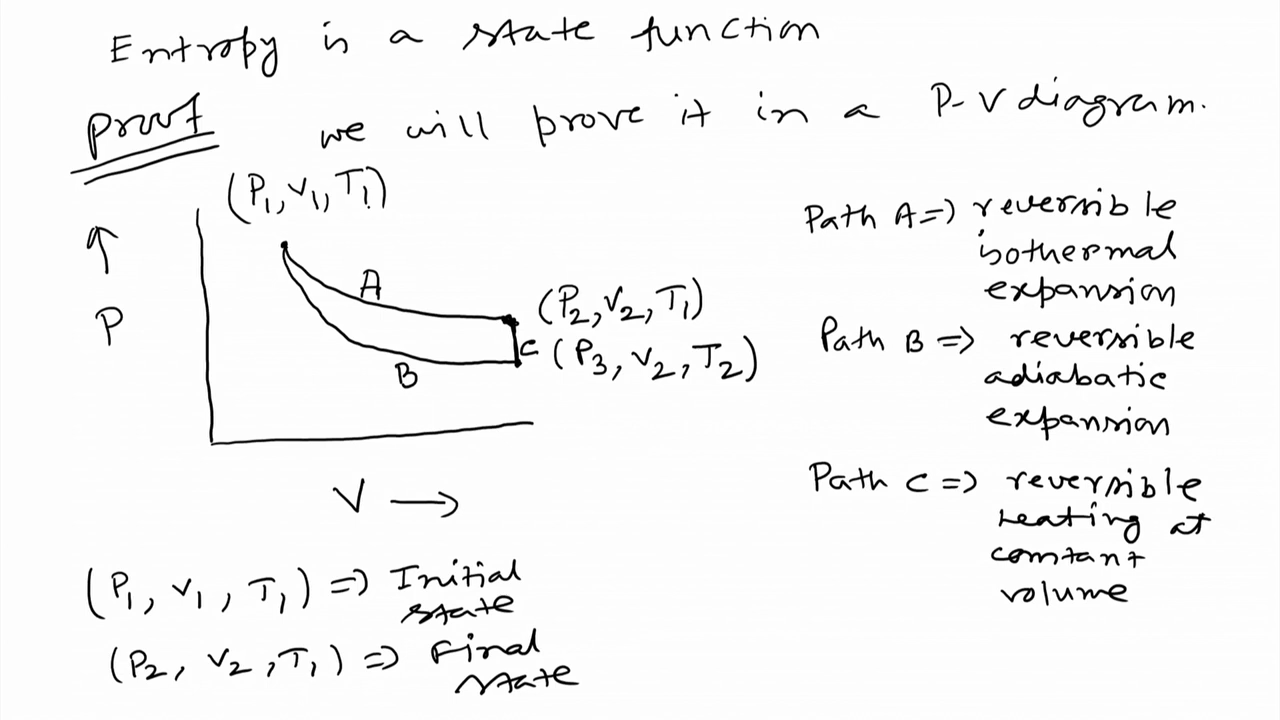 Entropy is a state function
Proof
we will prove it in a P-V diagram.
(P₁, V₁, T₁)
↑
P
A
(P₂, V₂, T₁)
C (P₃, V₂, T₂)
B
V →
(P₁, V₁, T₁) => Initial
state
(P₂, V₂, T₁) => Final
state
Path A => reversible
isothermal
expansion
Path B => reversible
adiabatic
expansion
Path C => reversible
heating at
constant
volume